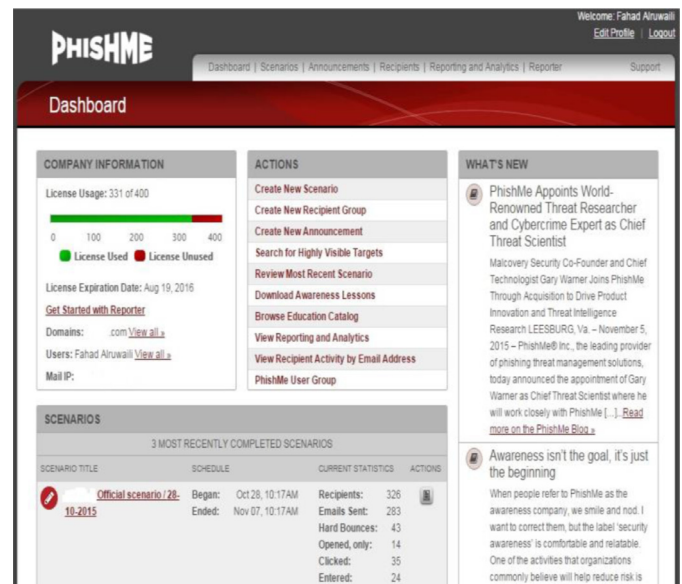 Welcome: Fahad Alruwaili
Edit Profile | Logout
PHISHME
Dashboard | Scenarios | Announcements | Recipients | Reporting and Analytics | Reporter
Support
Dashboard
COMPANY INFORMATION
License Usage: 331 of 400
0 100 200 300 400
License Used License Unused
License Expiration Date: Aug 19, 2016
Get Started with Reporter
Domains: .com View all »
Users: Fahad Alruwaili View all »
Mail IP:
ACTIONS
Create New Scenario
Create New Recipient Group
Create New Announcement
Search for Highly Visible Targets
Review Most Recent Scenario
Download Awareness Lessons
Browse Education Catalog
View Reporting and Analytics
View Recipient Activity by Email Address
PhishMe User Group
WHAT'S NEW
PhishMe Appoints World-
Renowned Threat Researcher
and Cybercrime Expert as Chief
Threat Scientist
Malcovery Security Co-Founder and Chief
Technologist Gary Warner Joins PhishMe
Through Acquisition to Drive Product
Innovation and Threat Intelligence
Research LEESBURG, Va. – November 5,
2015 – PhishMe® Inc., the leading provider
of phishing threat management solutions,
today announced the appointment of Gary
Warner as Chief Threat Scientist where he
will work closely with PhishMe […]...Read
more on the PhishMe Blog »
Awareness isn't the goal, it's just
the beginning
When people refer to PhishMe as the
awareness company, we smile and nod. I
want to correct them, but the label 'security
awareness' is comfortable and relatable.
One of the activities that organizations
commonly believe will help reduce risk is
SCENARIOS
3 MOST RECENTLY COMPLETED SCENARIOS
SCENARIO TITLE SCHEDULE CURRENT STATISTICS ACTIONS
Official scenario / 28-
10-2015
Began: Oct 28, 10:17AM
Ended: Nov 07, 10:17AM
Recipients: 326
Emails Sent: 283
Hard Bounces: 43
Opened, only: 14
Clicked: 35
Entered: 24